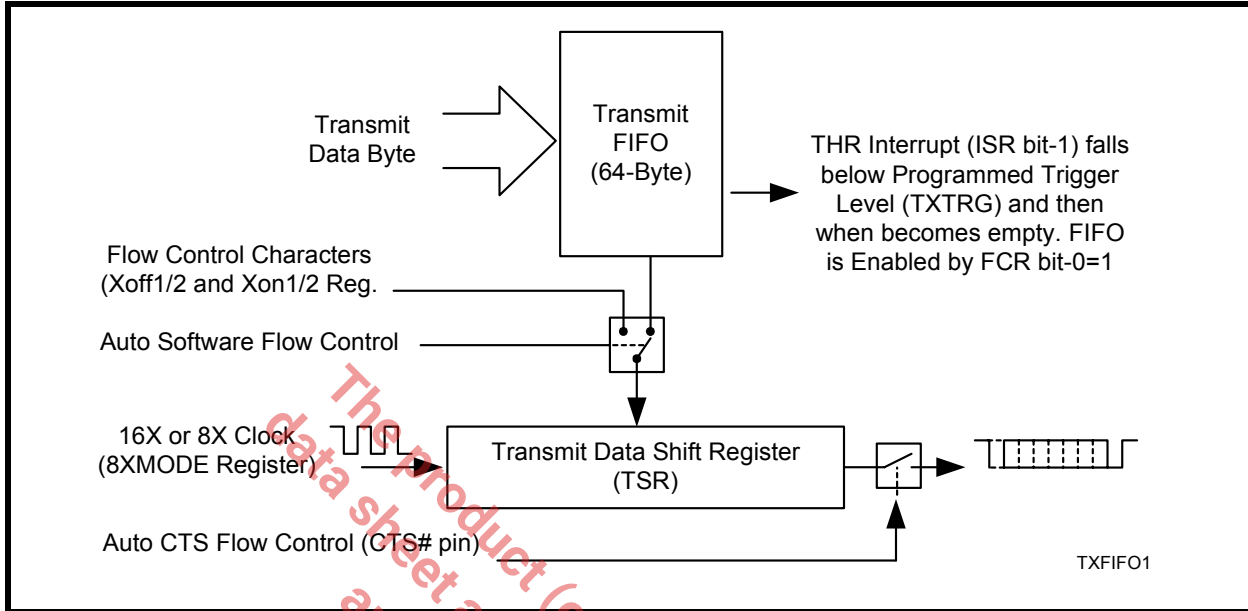 Transmit
Data Byte
Transmit
FIFO
(64-Byte)
THR Interrupt (ISR bit-1) falls
below Programmed Trigger
Level (TXTRG) and then
when becomes empty. FIFO
is Enabled by FCR bit-0=1
Flow Control Characters
(Xoff1/2 and Xon1/2 Reg.
Auto Software Flow Control
16X or 8X Clock
(8XMODE Register)
Transmit Data Shift Register
(TSR)
Auto CTS Flow Control (CTS# pin)
TXFIFO1
The product (
data sheet a